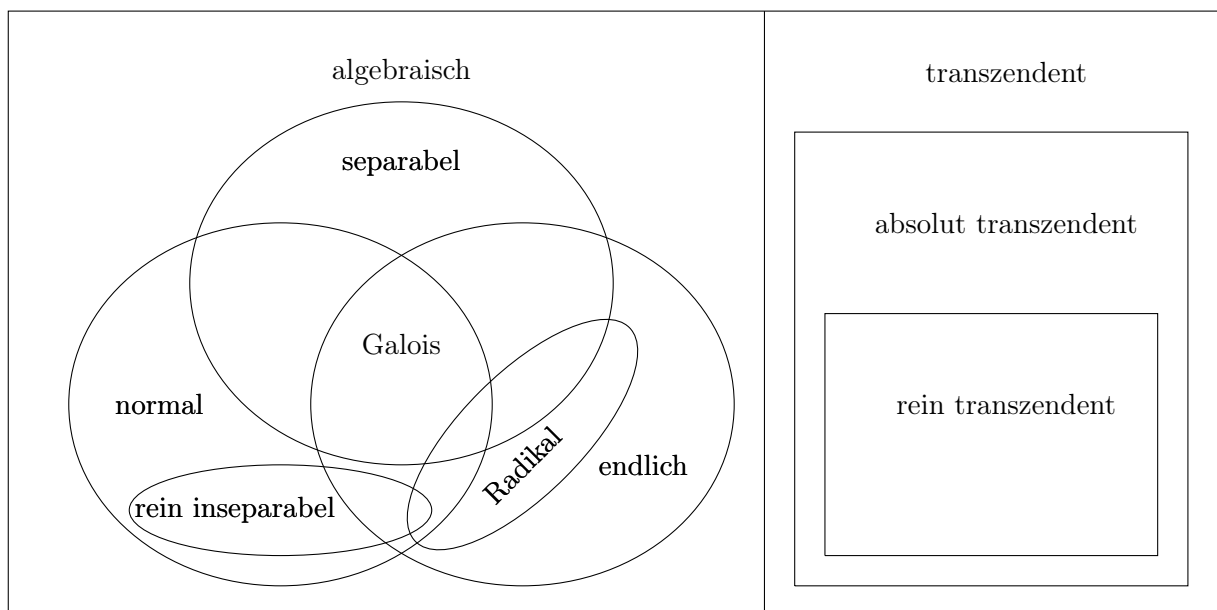 algebraisch
transzendent
separabel
absolut transzendent
Galois
normal
rein transzendent
Radikal
endlich
rein inseparabel